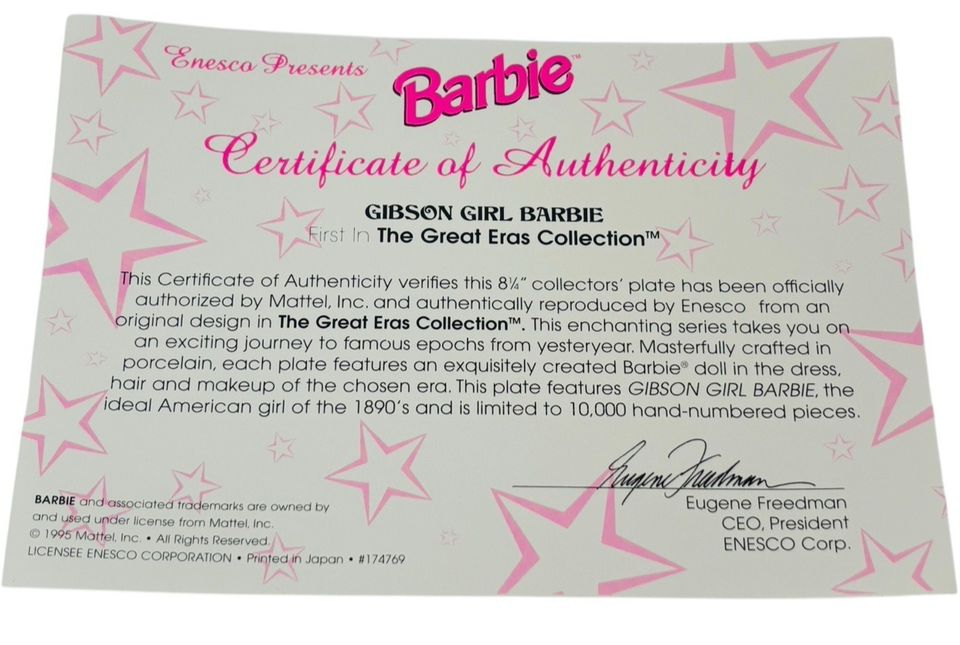 Enesco Presents
Barbie™
Certificate of Authenticity
GIBSON GIRL BARBIE
First In The Great Eras Collection™
This Certificate of Authenticity verifies this 8¼” collectors’ plate has been officially
authorized by Mattel, Inc. and authentically reproduced by Enesco from an
original design in The Great Eras Collection™. This enchanting series takes you on
an exciting journey to famous epochs from yesteryear. Masterfully crafted in
porcelain, each plate features an exquisitely created Barbie® doll in the dress,
hair and makeup of the chosen era. This plate features GIBSON GIRL BARBIE, the
ideal American girl of the 1890’s and is limited to 10,000 hand-numbered pieces.
Eugene Freedman
Eugene Freedman
CEO, President
ENESCO Corp.
BARBIE and associated trademarks are owned by
and used under license from Mattel, Inc.
© 1995 Mattel, Inc. • All Rights Reserved.
LICENSEE ENESCO CORPORATION • Printed in Japan • #174769